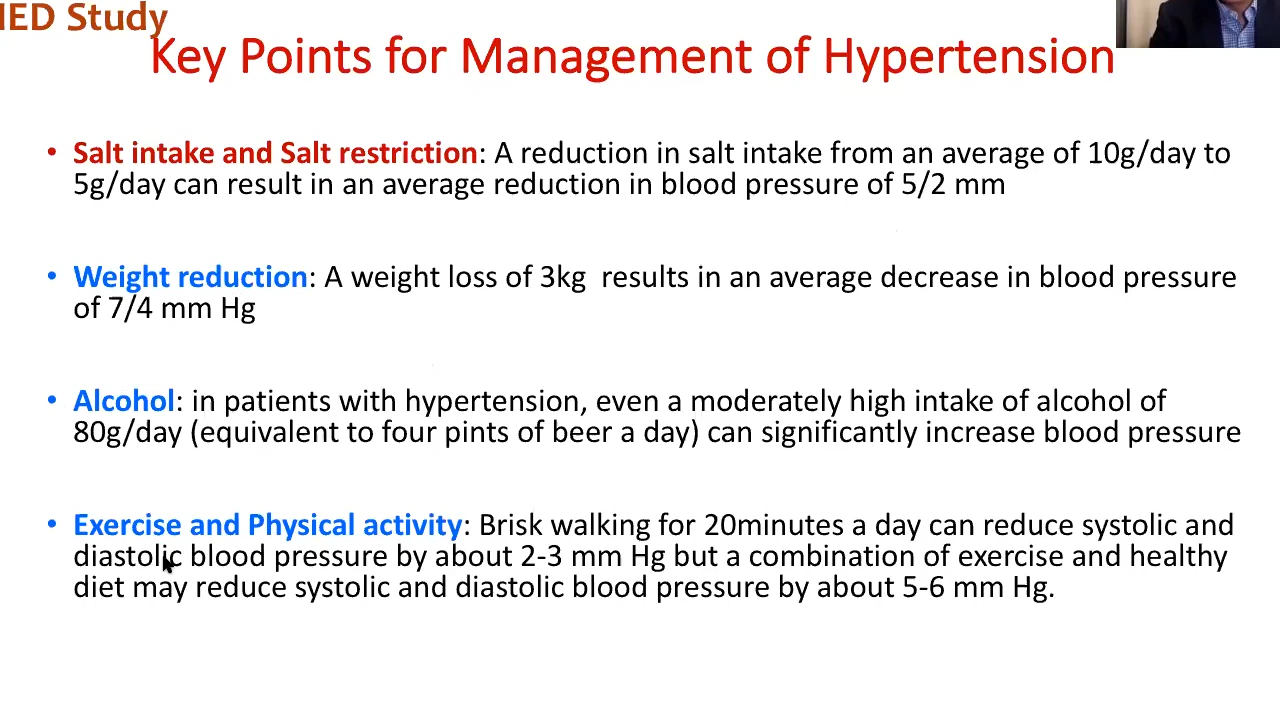 IED Study
Key Points for Management of Hypertension
• Salt intake and Salt restriction: A reduction in salt intake from an average of 10g/day to
5g/day can result in an average reduction in blood pressure of 5/2 mm
• Weight reduction: A weight loss of 3kg  results in an average decrease in blood pressure
of 7/4 mm Hg
• Alcohol: in patients with hypertension, even a moderately high intake of alcohol of
80g/day (equivalent to four pints of beer a day) can significantly increase blood pressure
• Exercise and Physical activity: Brisk walking for 20minutes a day can reduce systolic and
diastolic blood pressure by about 2-3 mm Hg but a combination of exercise and healthy
diet may reduce systolic and diastolic blood pressure by about 5-6 mm Hg.